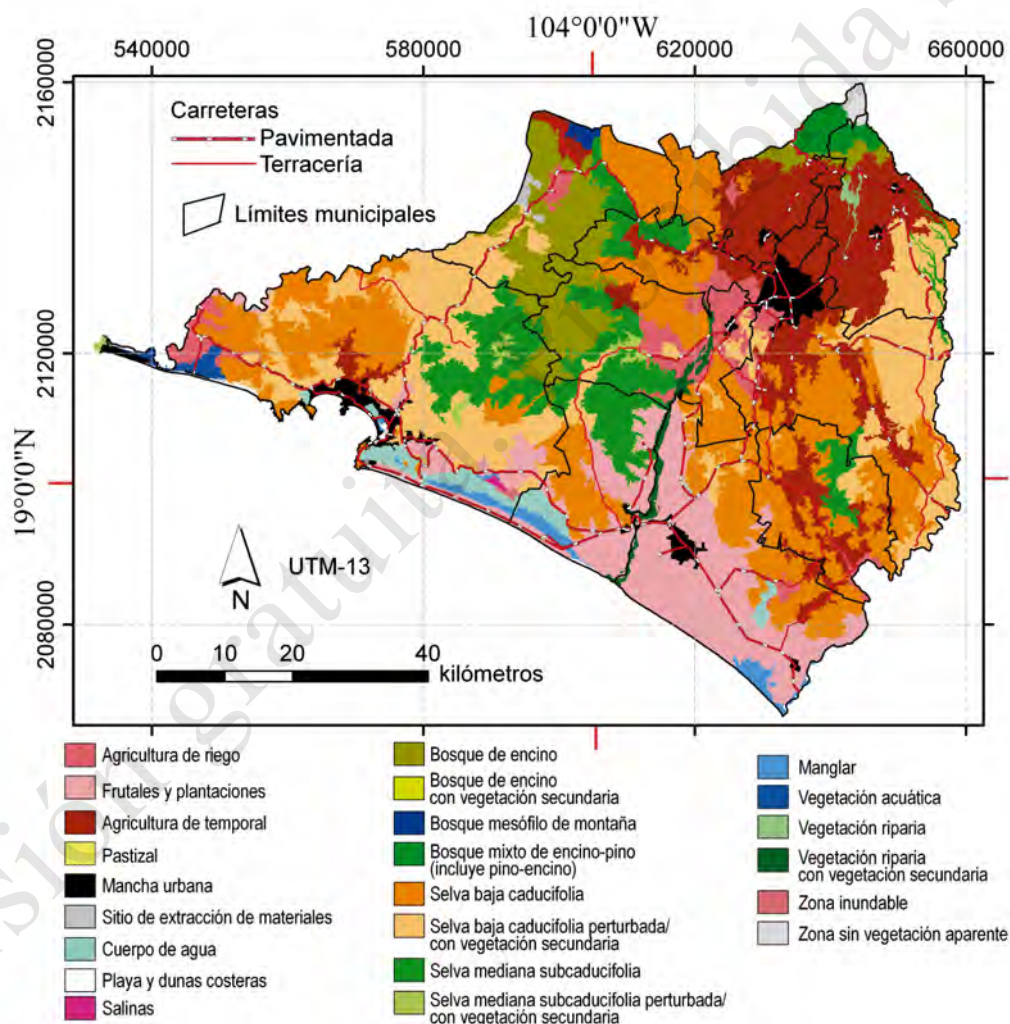 104°0'0"W
540000 580000 620000 660000
2160000
2120000
2080000
19°0'0"N
Carreteras
Pavimentada
Terracería
Límites municipales
UTM-13
N
0 10 20 40
kilómetros
Agricultura de riego
Frutales y plantaciones
Agricultura de temporal
Pastizal
Mancha urbana
Sitio de extracción de materiales
Cuerpo de agua
Playa y dunas costeras
Salinas
Bosque de encino
Bosque de encino
con vegetación secundaria
Bosque mesófilo de montaña
Bosque mixto de encino-pino
(incluye pino-encino)
Selva baja caducifolia
Selva baja caducifolia perturbada/
con vegetación secundaria
Selva mediana subcaducifolia
Selva mediana subcaducifolia perturbada/
con vegetación secundaria
Manglar
Vegetación acuática
Vegetación riparia
Vegetación riparia
con vegetación secundaria
Zona inundable
Zona sin vegetación aparente
sión gratuita.
bida